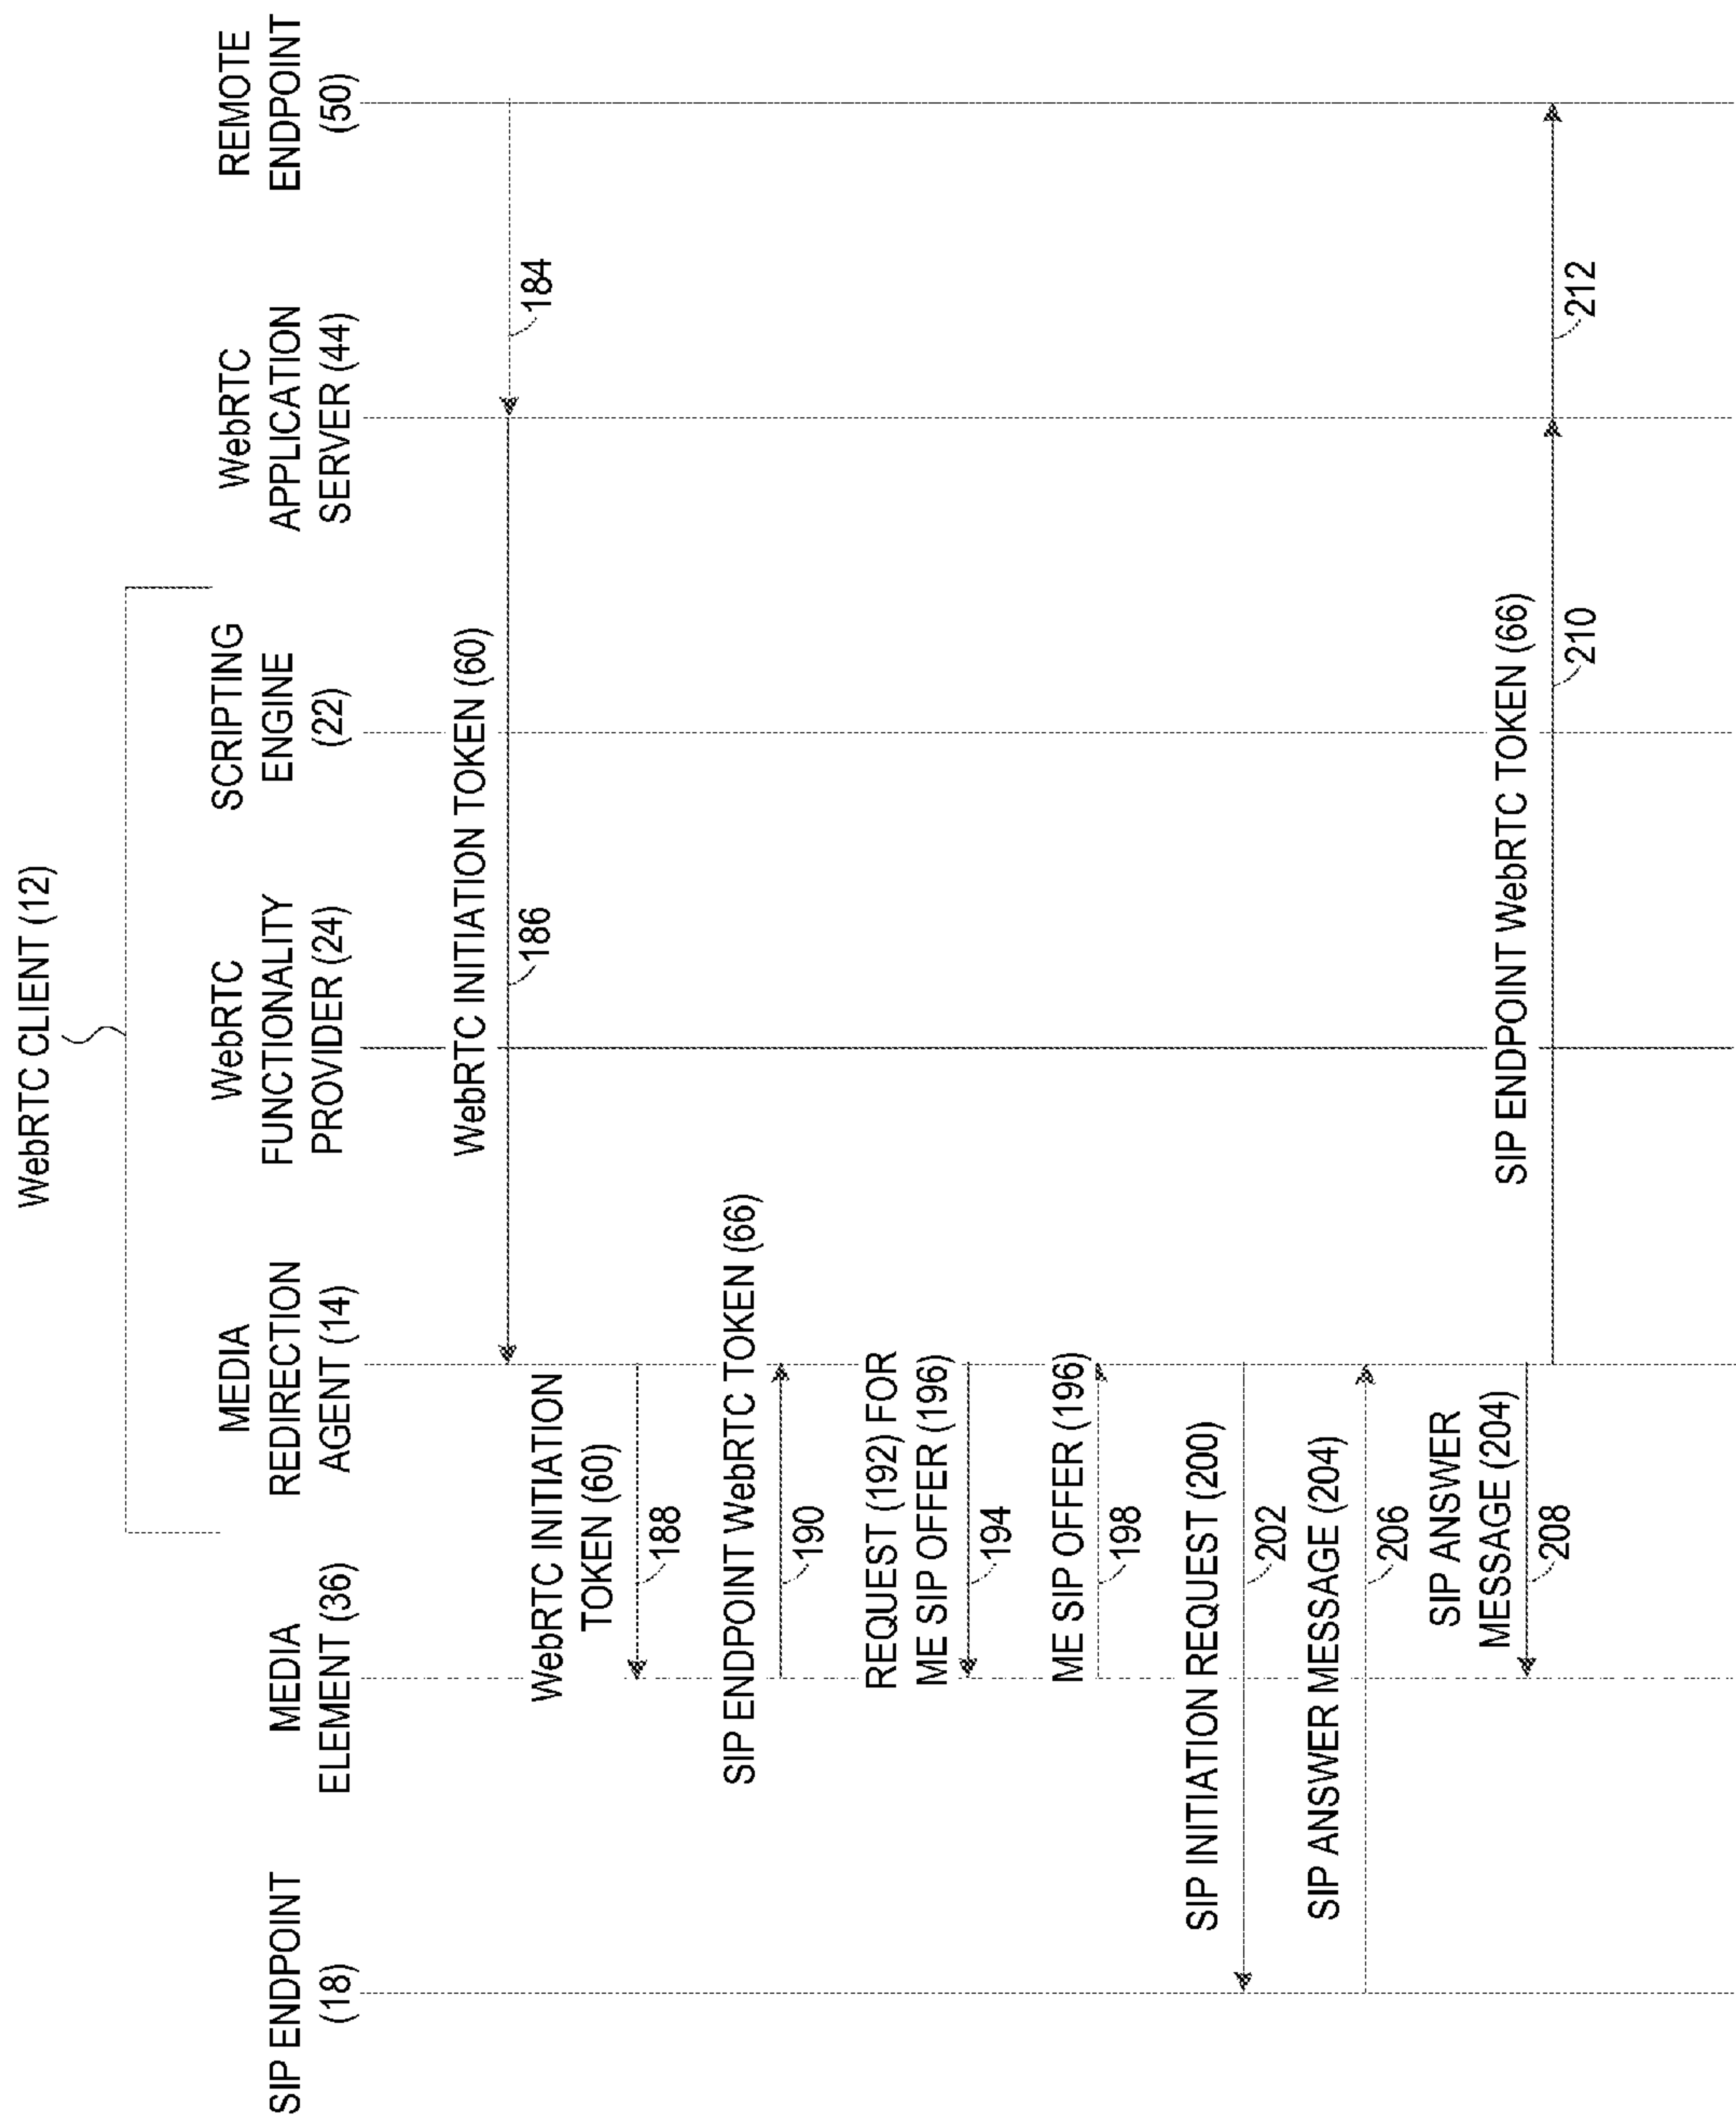 WebRTC CLIENT (12)
SIP ENDPOINT
(18)
MEDIA
ELEMENT (36)
MEDIA
REDIRECTION
AGENT (14)
WebRTC
FUNCTIONALITY
PROVIDER (24)
SCRIPTING
ENGINE
(22)
WebRTC
APPLICATION
SERVER (44)
REMOTE
ENDPOINT
(50)
184
WebRTC INITIATION TOKEN (60)
186
WebRTC INITIATION
TOKEN (60)
188
SIP ENDPOINT WebRTC TOKEN (66)
190
REQUEST (192) FOR
ME SIP OFFER (196)
194
ME SIP OFFER (196)
198
SIP INITIATION REQUEST (200)
202
SIP ANSWER MESSAGE (204)
206
SIP ANSWER
MESSAGE (204)
208
SIP ENDPOINT WebRTC TOKEN (66)
210
212